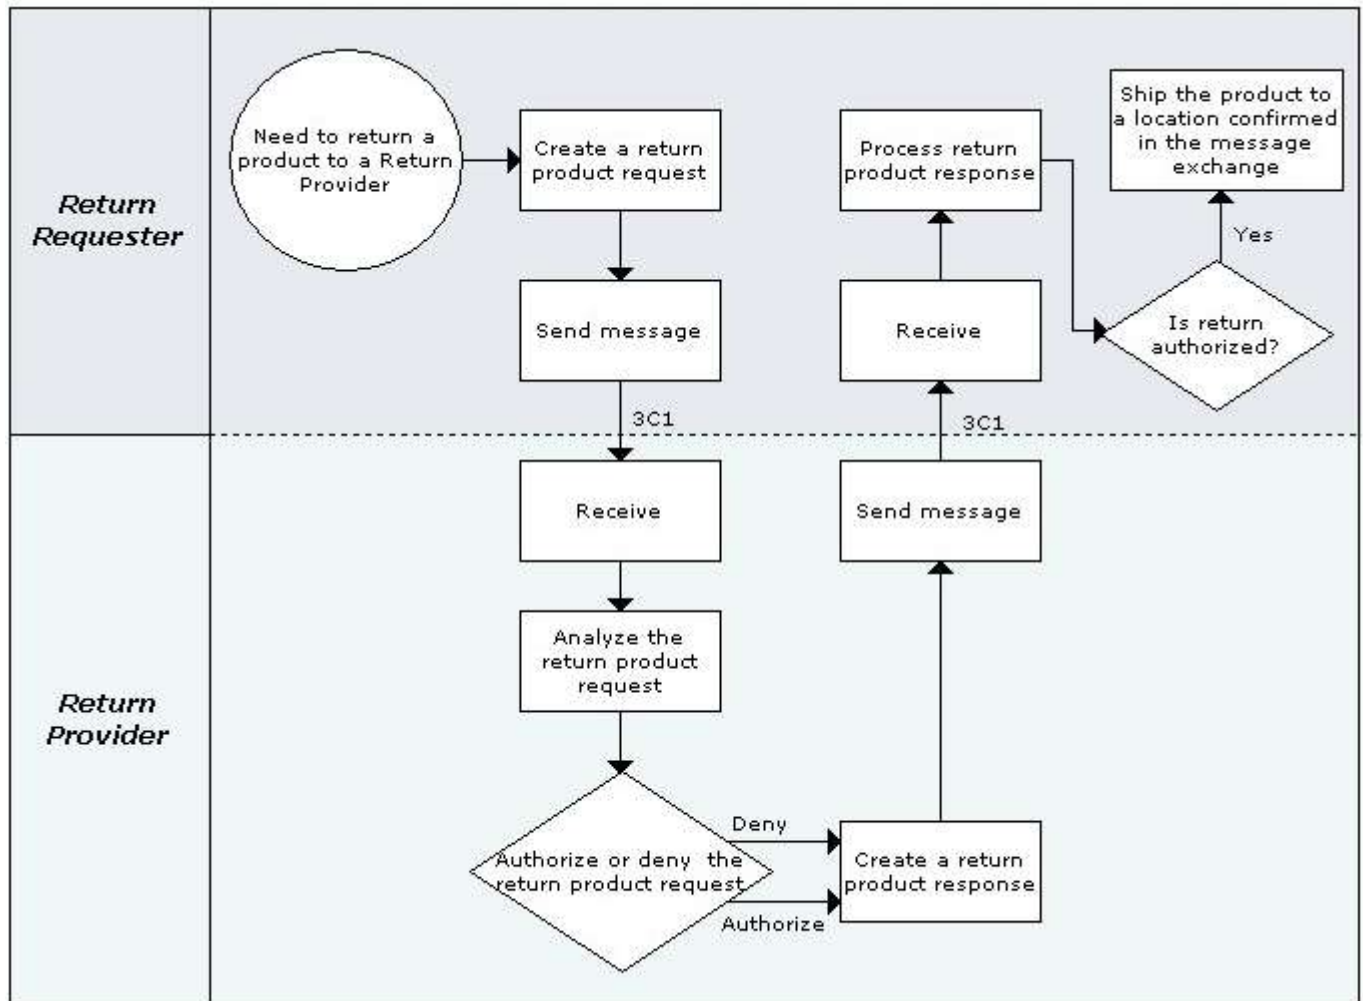 Return
Requester
Need to return a
product to a Return
Provider
Create a return
product request
Send message
3C1
Process return
product response
Receive
3C1
Ship the product to
a location confirmed
in the message
exchange
Yes
Is return
authorized?
Return
Provider
Receive
Analyze the
return product
request
Authorize or deny the
return product request
Deny
Authorize
Send message
Create a return
product response